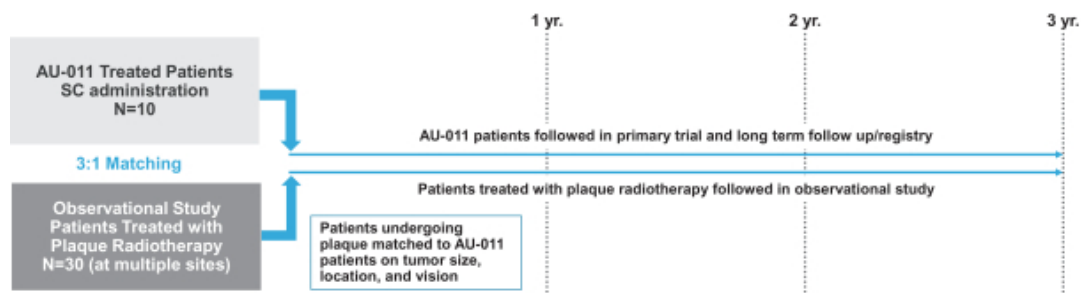 1 yr.
2 yr.
3 yr.
AU-011 Treated Patients
SC administration
N=10
AU-011 patients followed in primary trial and long term follow up/registry
3:1 Matching
Patients treated with plaque radiotherapy followed in observational study
Observational Study
Patients Treated with
Plaque Radiotherapy
N=30 (at multiple sites)
Patients undergoing
plaque matched to AU-011
patients on tumor size,
location, and vision